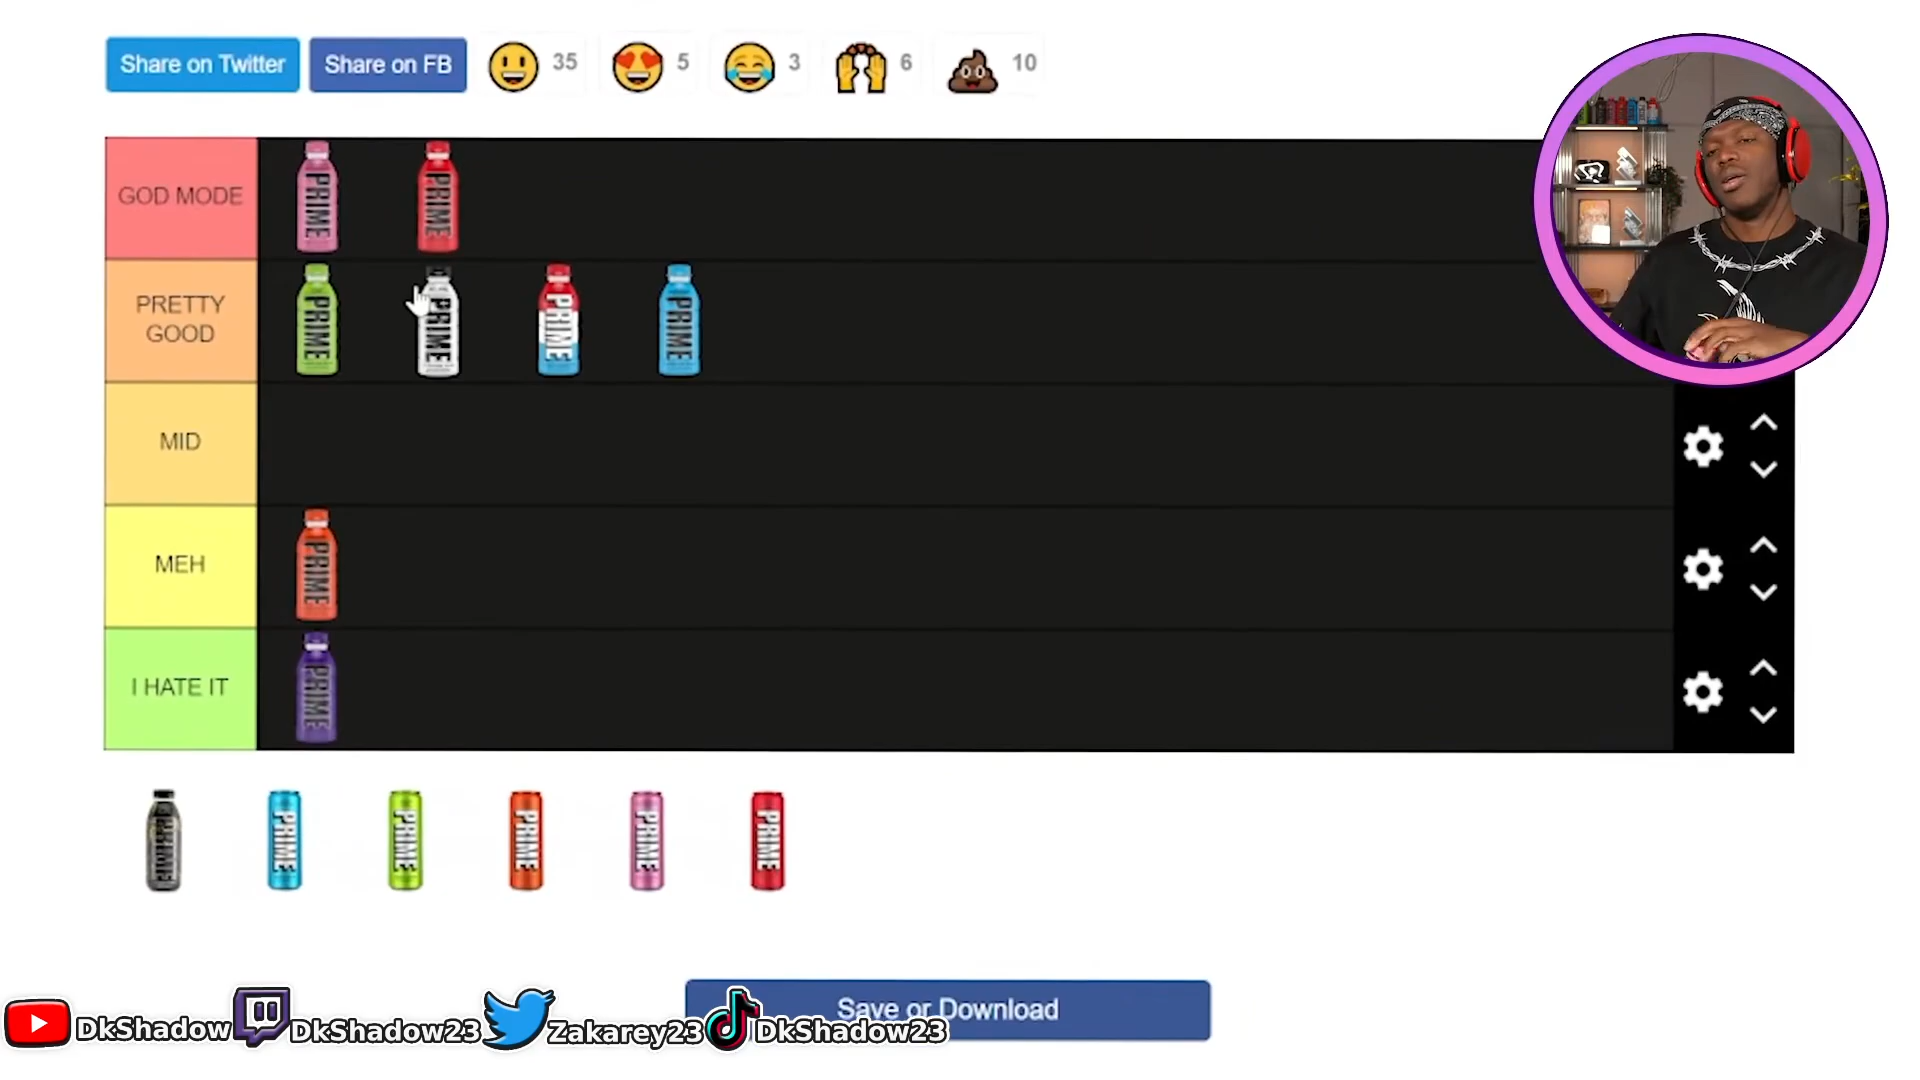 Share on Twitter
Share on FB
35
5
3
6
10
GOD MODE
PRIME
PRIME
PRETTY
GOOD
PRIME
PRIME
PRIME
PRIME
MID
MEH
PRIME
I HATE IT
PRIME
PRIME
PRIME
PRIME
PRIME
PRIME
PRIME
Save or Download
DkShadow
DkShadow23
Zakarey23
DkShadow23